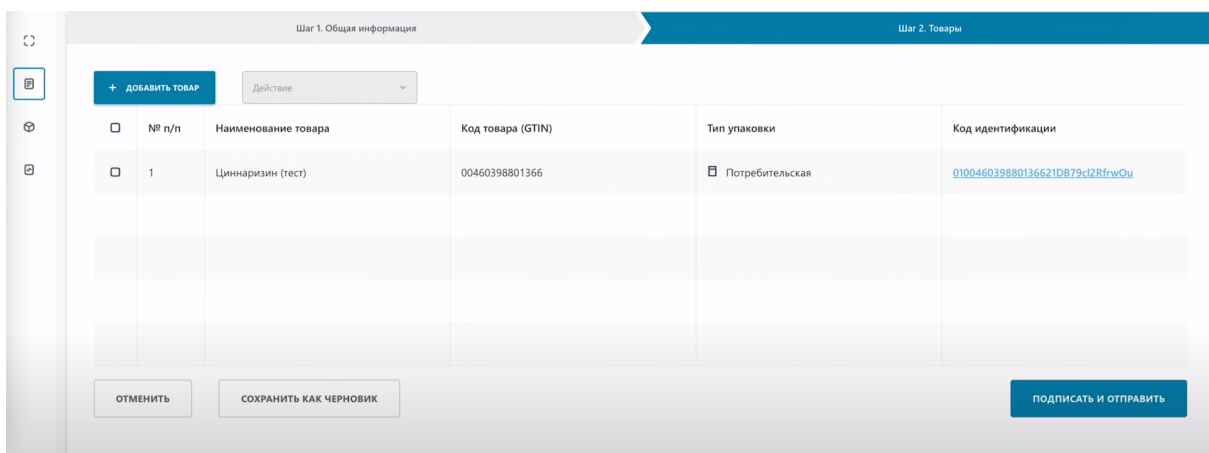 Шаг 1. Общая информация
Шаг 2. Товары
+ ДОБАВИТЬ ТОВАР
Действие
№ п/п
Наименование товара
Код товара (GTIN)
Тип упаковки
Код идентификации
1
Циннаризин (тест)
00460398801366
Потребительская
010046039880136621DB79cl2RfrwOu
ОТМЕНИТЬ
СОХРАНИТЬ КАК ЧЕРНОВИК
ПОДПИСАТЬ И ОТПРАВИТЬ